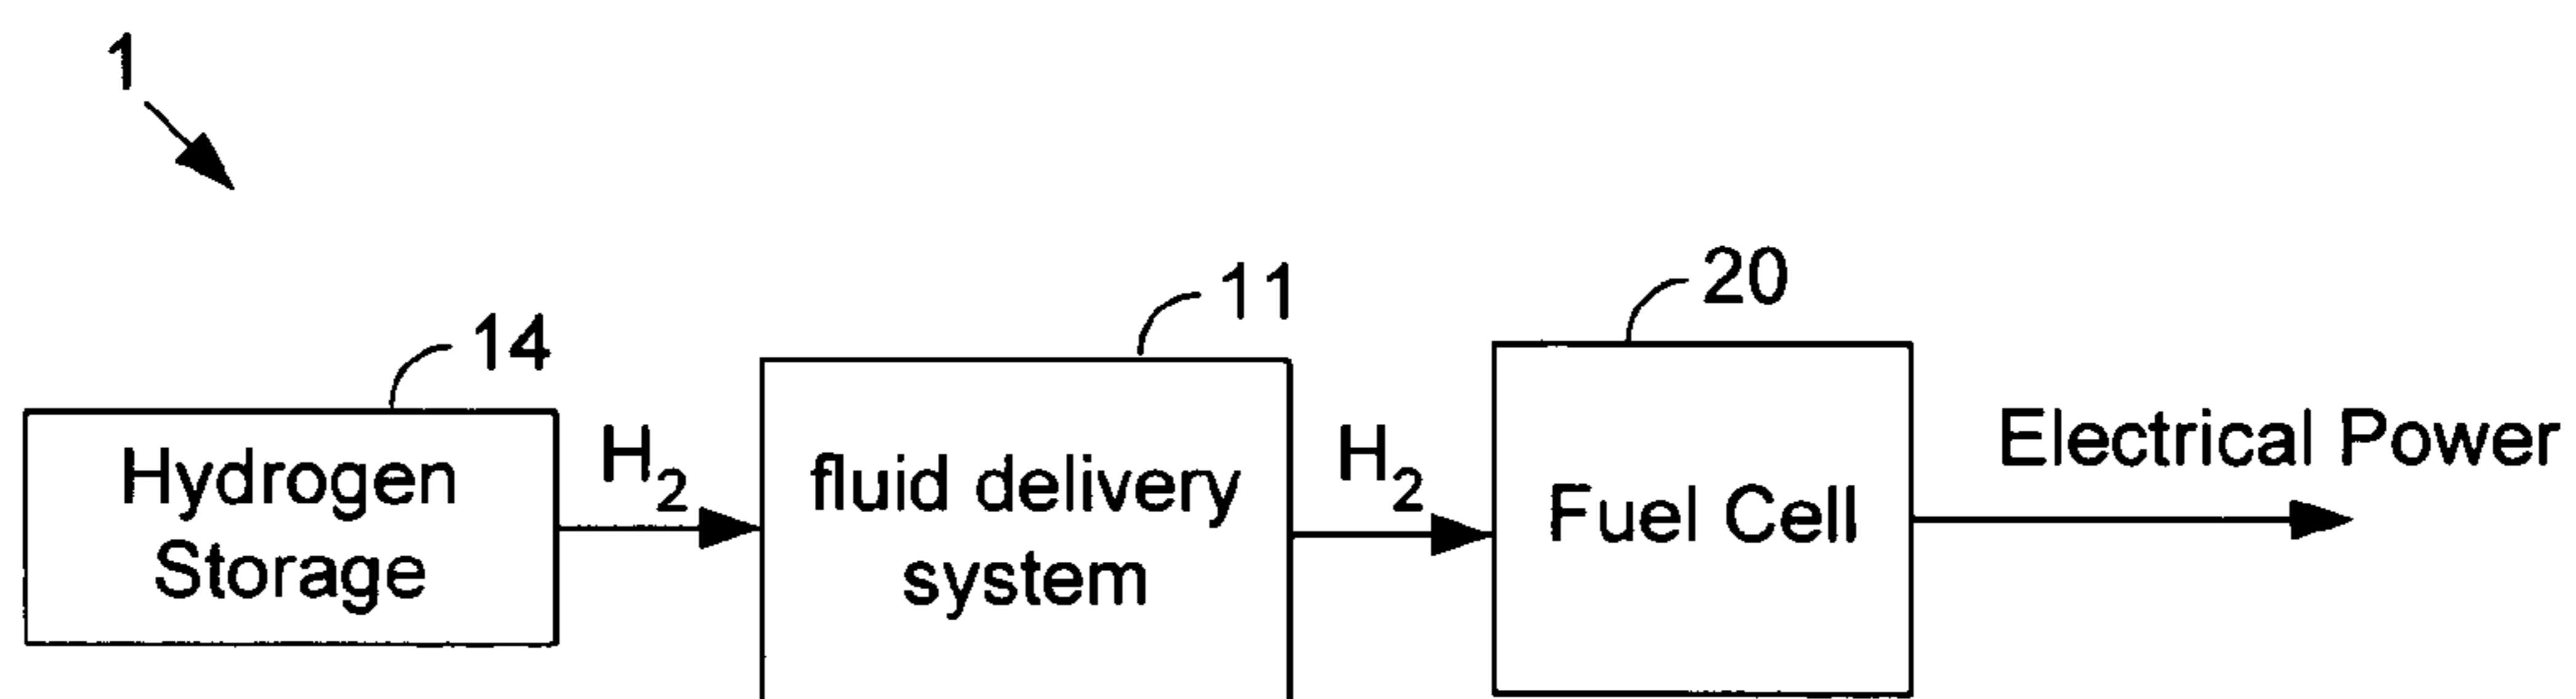 1
14
11
20
Hydrogen
Storage
H₂
fluid delivery
system
H₂
Fuel Cell
Electrical Power